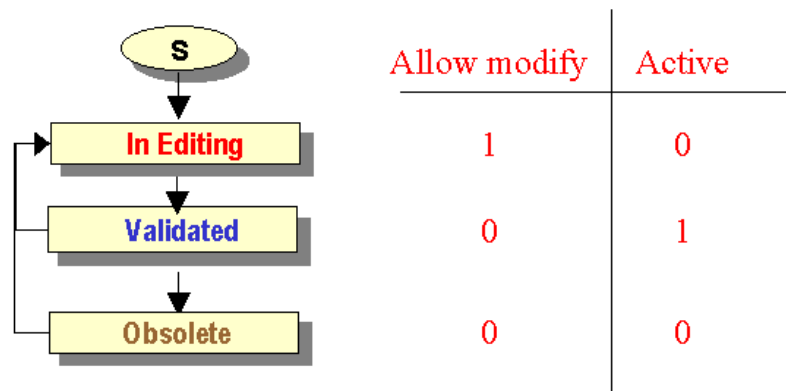 S
Allow modify Active
In Editing 1 0
Validated 0 1
Obsolete 0 0